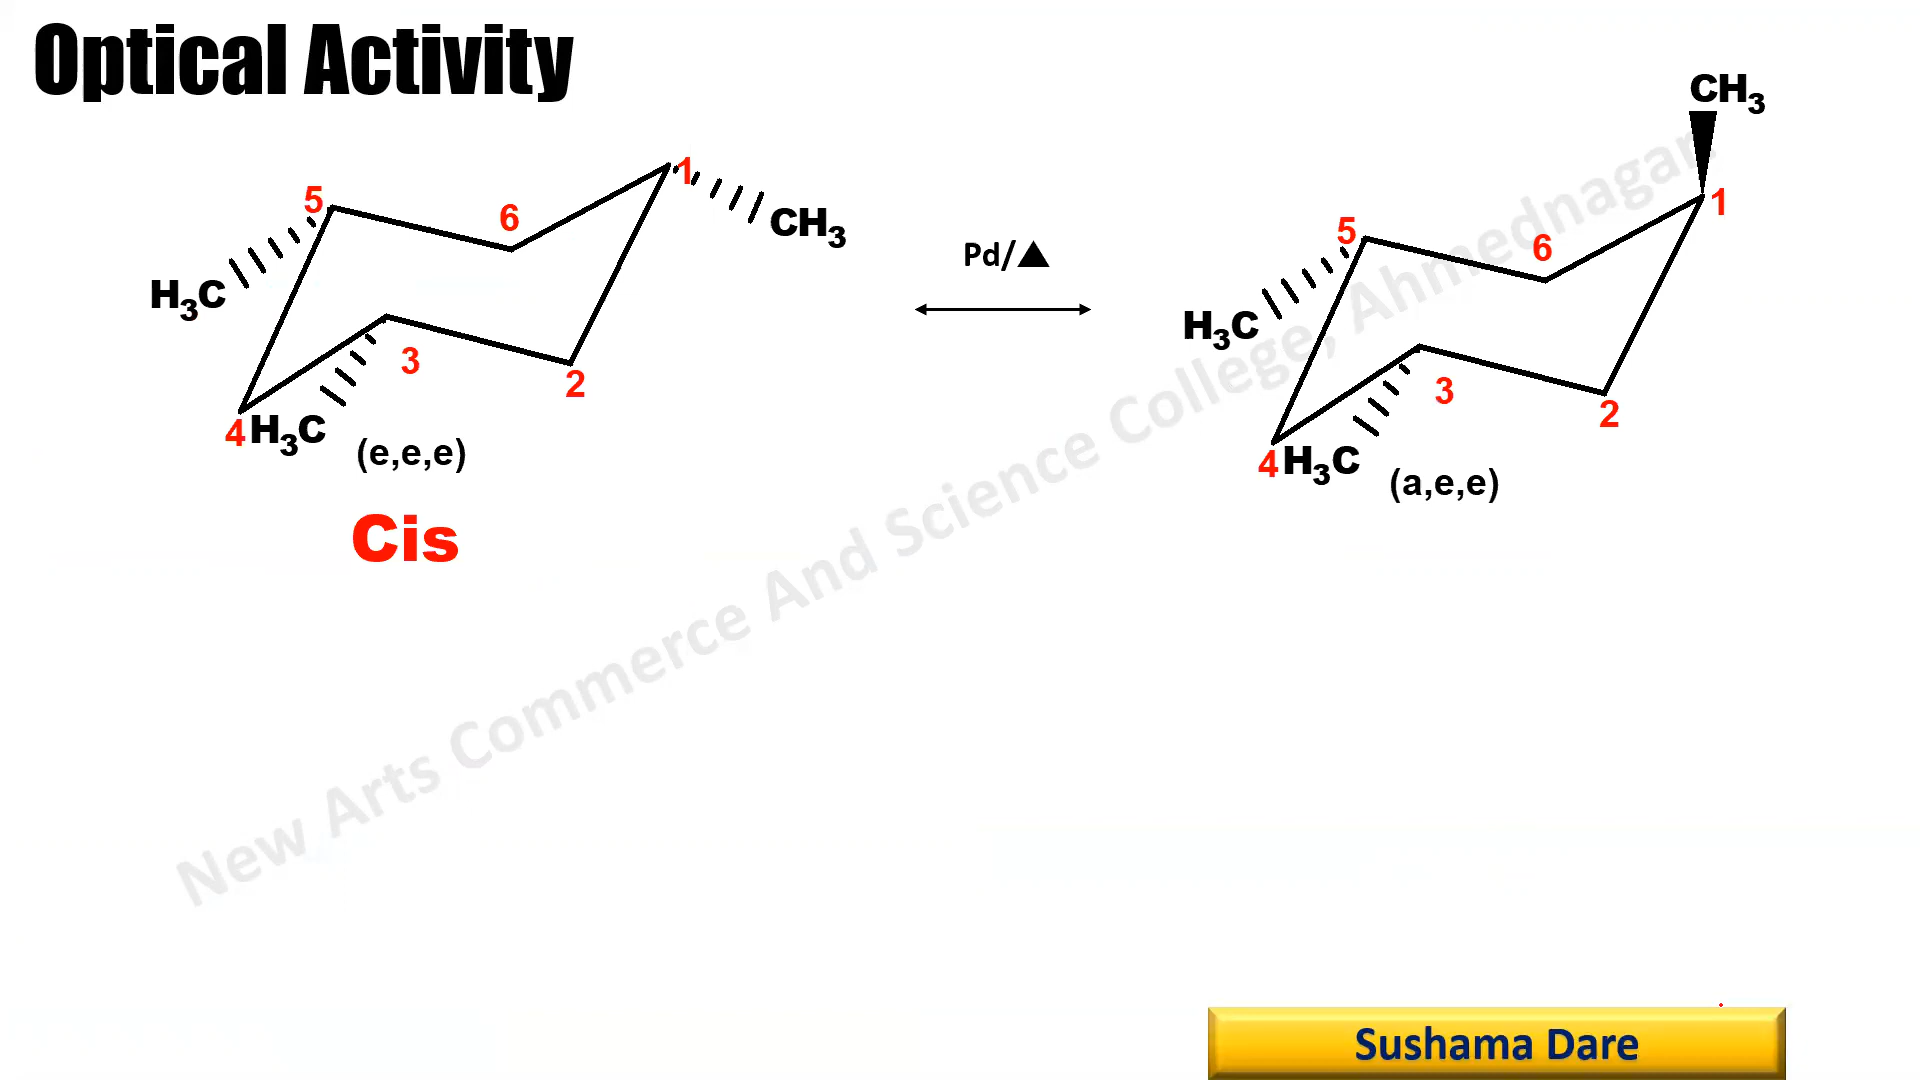 Optical Activity
CH₃
5
6
1
CH₃
H₃C
3
2
4
H₃C
(e,e,e)
Cis
Pd/▲
5
6
1
H₃C
3
2
4
H₃C
(a,e,e)
New Arts Commerce And Science College, Ahmednagar
Sushama Dare